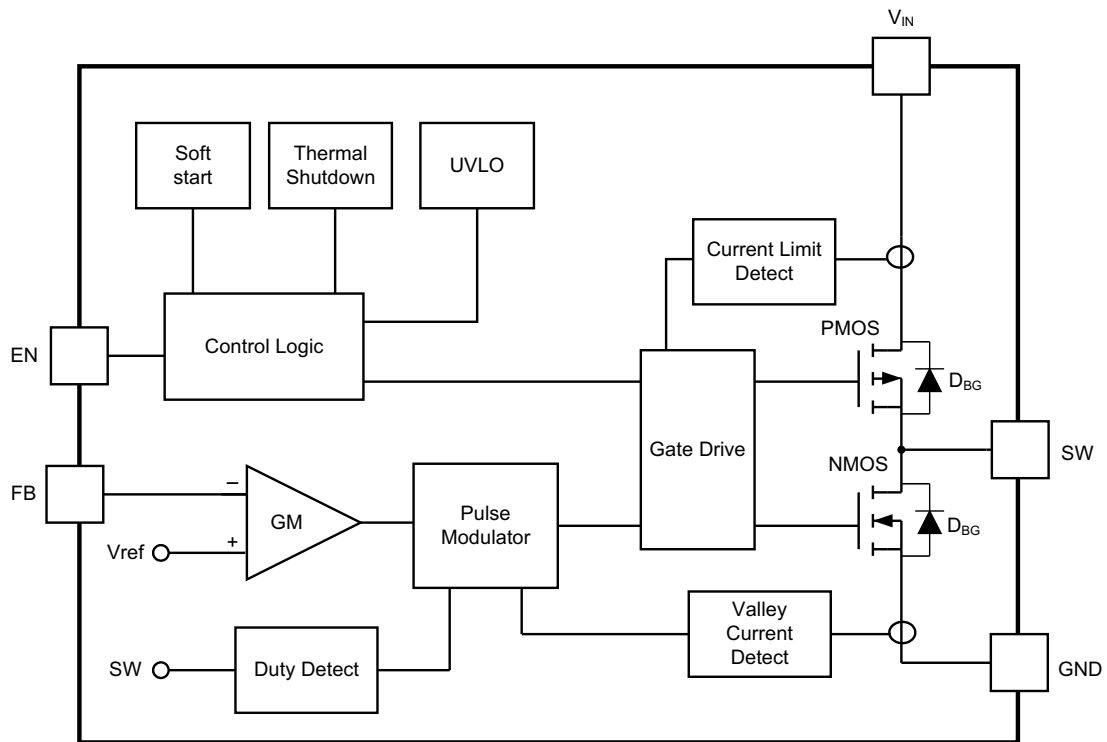 VIN
Soft
start
Thermal
Shutdown
UVLO
Current Limit
Detect
EN
Control Logic
PMOS
DBG
Gate Drive
SW
NMOS
FB
–
GM
Pulse
Modulator
Vref
+
DBG
Valley
Current
Detect
SW
Duty Detect
GND